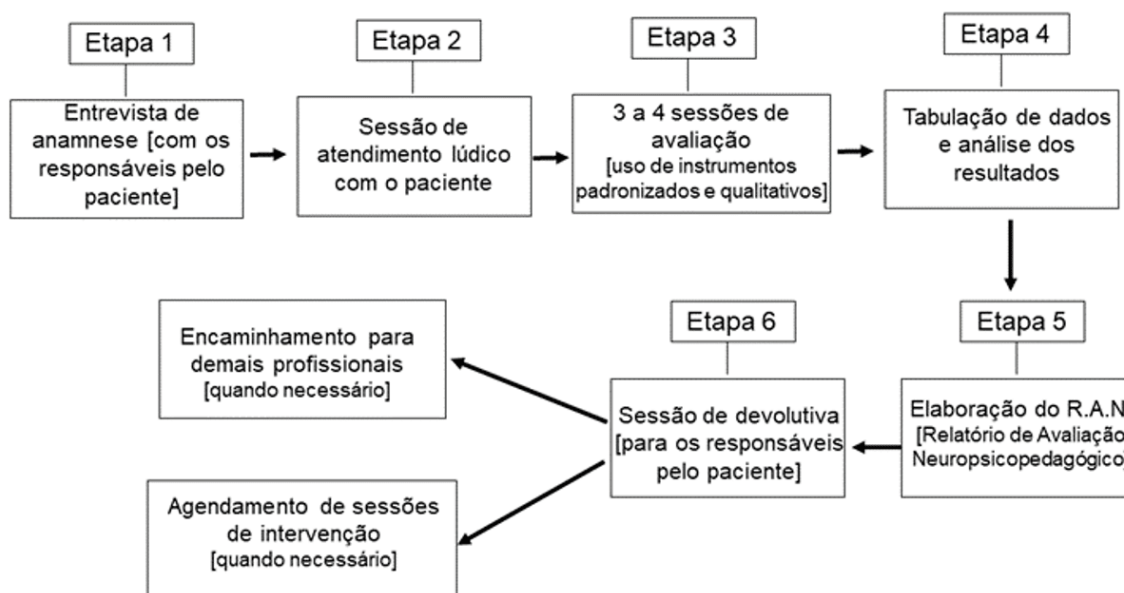 Etapa 1
Entrevista de
anamnese [com os
responsáveis pelo
paciente]
Etapa 2
Sessão de
atendimento lúdico
com o paciente
Etapa 3
3 a 4 sessões de
avaliação
[uso de instrumentos
padronizados e qualitativos]
Etapa 4
Tabulação de dados
e análise dos
resultados
Etapa 5
Elaboração do R.A.N
[Relatório de Avaliação
Neuropsicopedagógico]
Etapa 6
Sessão de devolutiva
[para os responsáveis
pelo paciente]
Encaminhamento para
demais profissionais
[quando necessário]
Agendamento de sessões
de intervenção
[quando necessário]